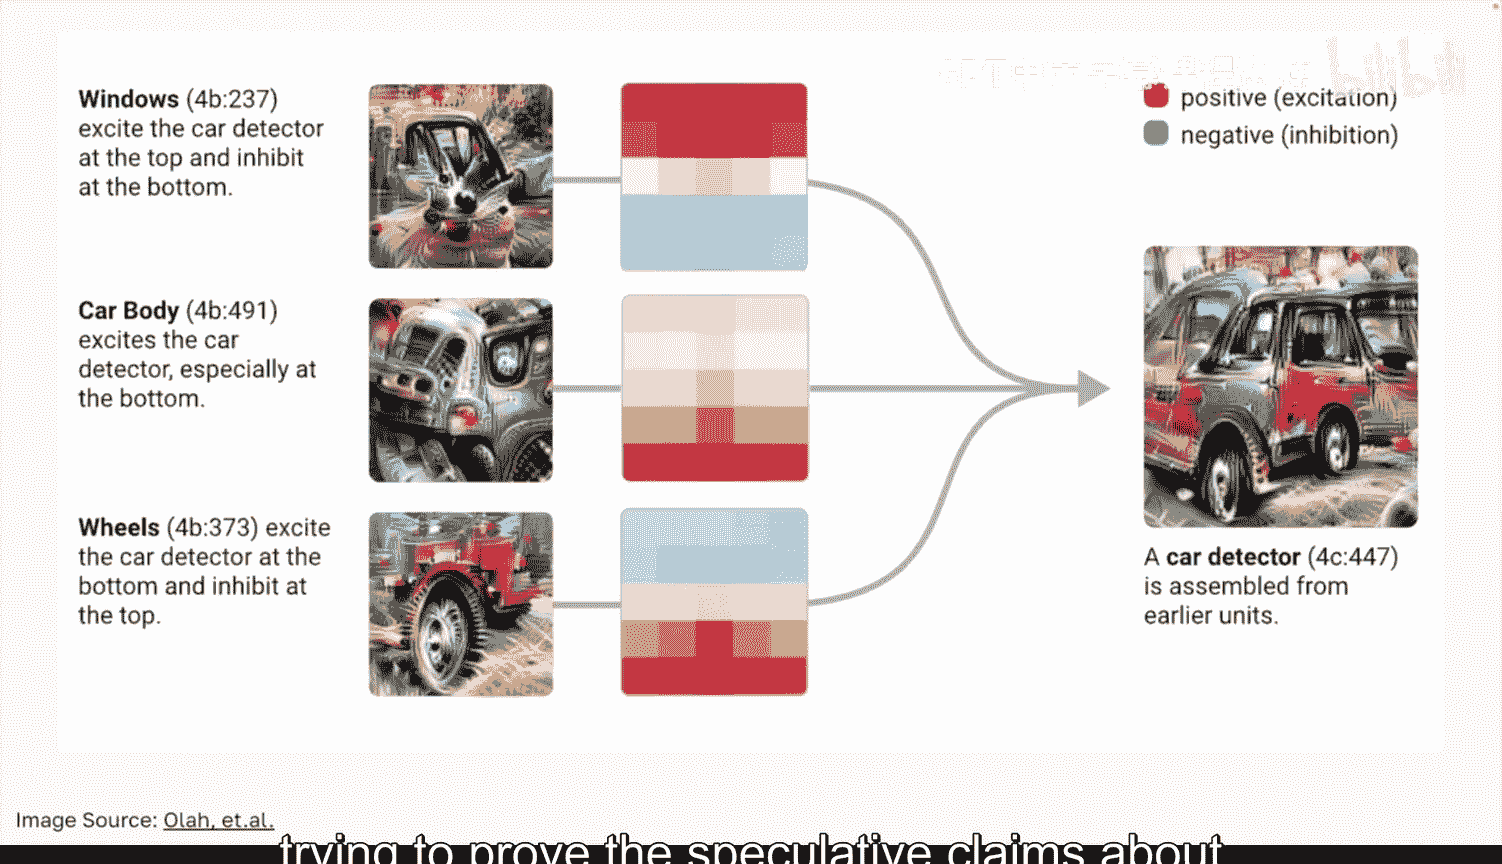 Windows (4b:237)
excite the car detector
at the top and inhibit
at the bottom.
Car Body (4b:491)
excites the car
detector, especially at
the bottom.
Wheels (4b:373) excite
the car detector at the
bottom and inhibit at
the top.
bilibili
positive (excitation)
negative (inhibition)
A car detector (4c:447)
is assembled from
earlier units.
Image Source: Olah, et.al.
trying to prove the speculative claims about